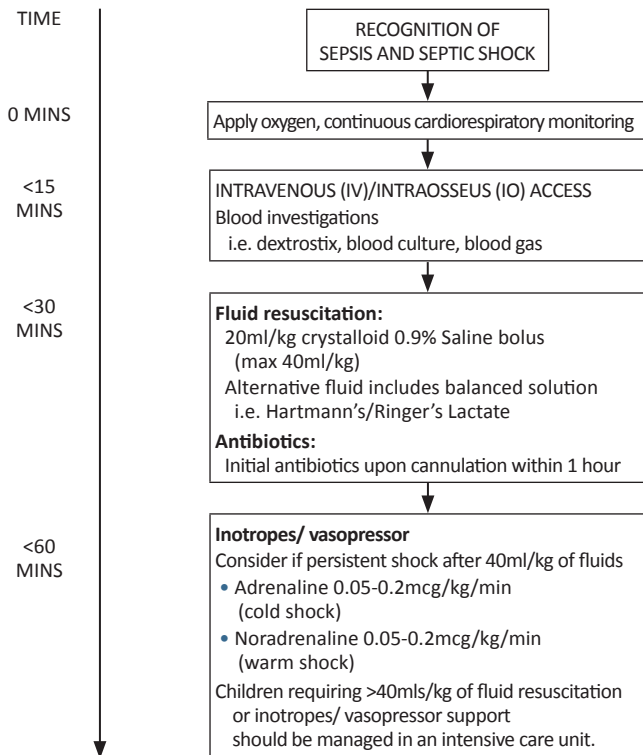 TIME
RECOGNITION OF
SEPSIS AND SEPTIC SHOCK
0 MINS
Apply oxygen, continuous cardiorespiratory monitoring
<15
MINS
INTRAVENOUS (IV)/INTRAOSSEUS (IO) ACCESS
Blood investigations
i.e. dextrostix, blood culture, blood gas
<30
MINS
Fluid resuscitation:
20ml/kg crystalloid 0.9% Saline bolus
(max 40ml/kg)
Alternative fluid includes balanced solution
i.e. Hartmann's/Ringer's Lactate
Antibiotics:
Initial antibiotics upon cannulation within 1 hour
<60
MINS
Inotropes/ vasopressor
Consider if persistent shock after 40ml/kg of fluids
• Adrenaline 0.05-0.2mcg/kg/min
(cold shock)
• Noradrenaline 0.05-0.2mcg/kg/min
(warm shock)
Children requiring >40mls/kg of fluid resuscitation
or inotropes/ vasopressor support
should be managed in an intensive care unit.